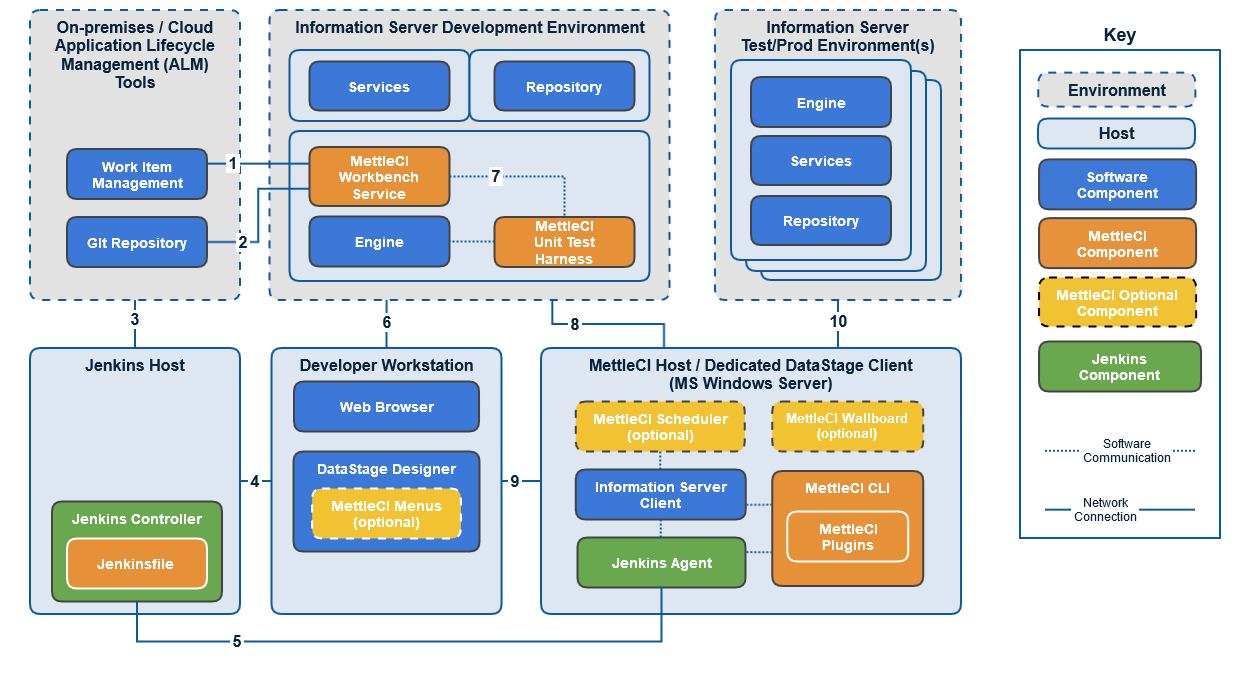 On-premises / Cloud
Application Lifecycle
Management (ALM)
Tools
Work Item
Management
GIt Repository
1
2
Information Server Development Environment
Services
Repository
MettleCI
Workbench
Service
7
Engine
MettleCI
Unit Test
Harness
Information Server
Test/Prod Environment(s)
Engine
Services
Repository
3
6
8
10
Jenkins Host
Jenkins Controller
Jenkinsfile
4
Developer Workstation
Web Browser
DataStage Designer
MettleCI Menus
(optional)
9
MettleCI Host / Dedicated DataStage Client
(MS Windows Server)
MettleCI Scheduler
(optional)
MettleCI Wallboard
(optional)
Information Server
Client
MettleCI CLI
MettleCI
Plugins
Jenkins Agent
5
Key
Environment
Host
Software
Component
MettleCI
Component
MettleCI Optional
Component
Jenkins
Component
Software
Communication
Network
Connection